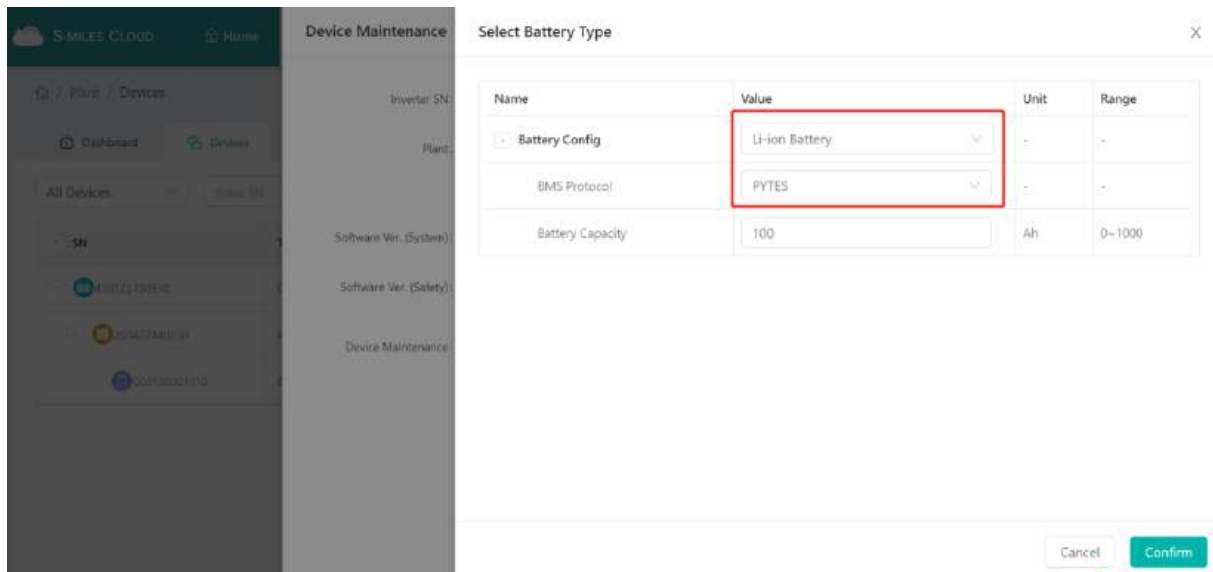 S-MILES CLOUD
Home
/ Plant / Devices
Dashboard
Devices
All Devices
SN
Device Maintenance
Inverter SN:
Plant:
Software Ver. (System):
Software Ver. (Safety):
Device Maintenance:
Select Battery Type
Name Value Unit Range
Battery Config Li-ion Battery - -
BMS Protocol PYTES - -
Battery Capacity 100 Ah 0~1000
Cancel Confirm